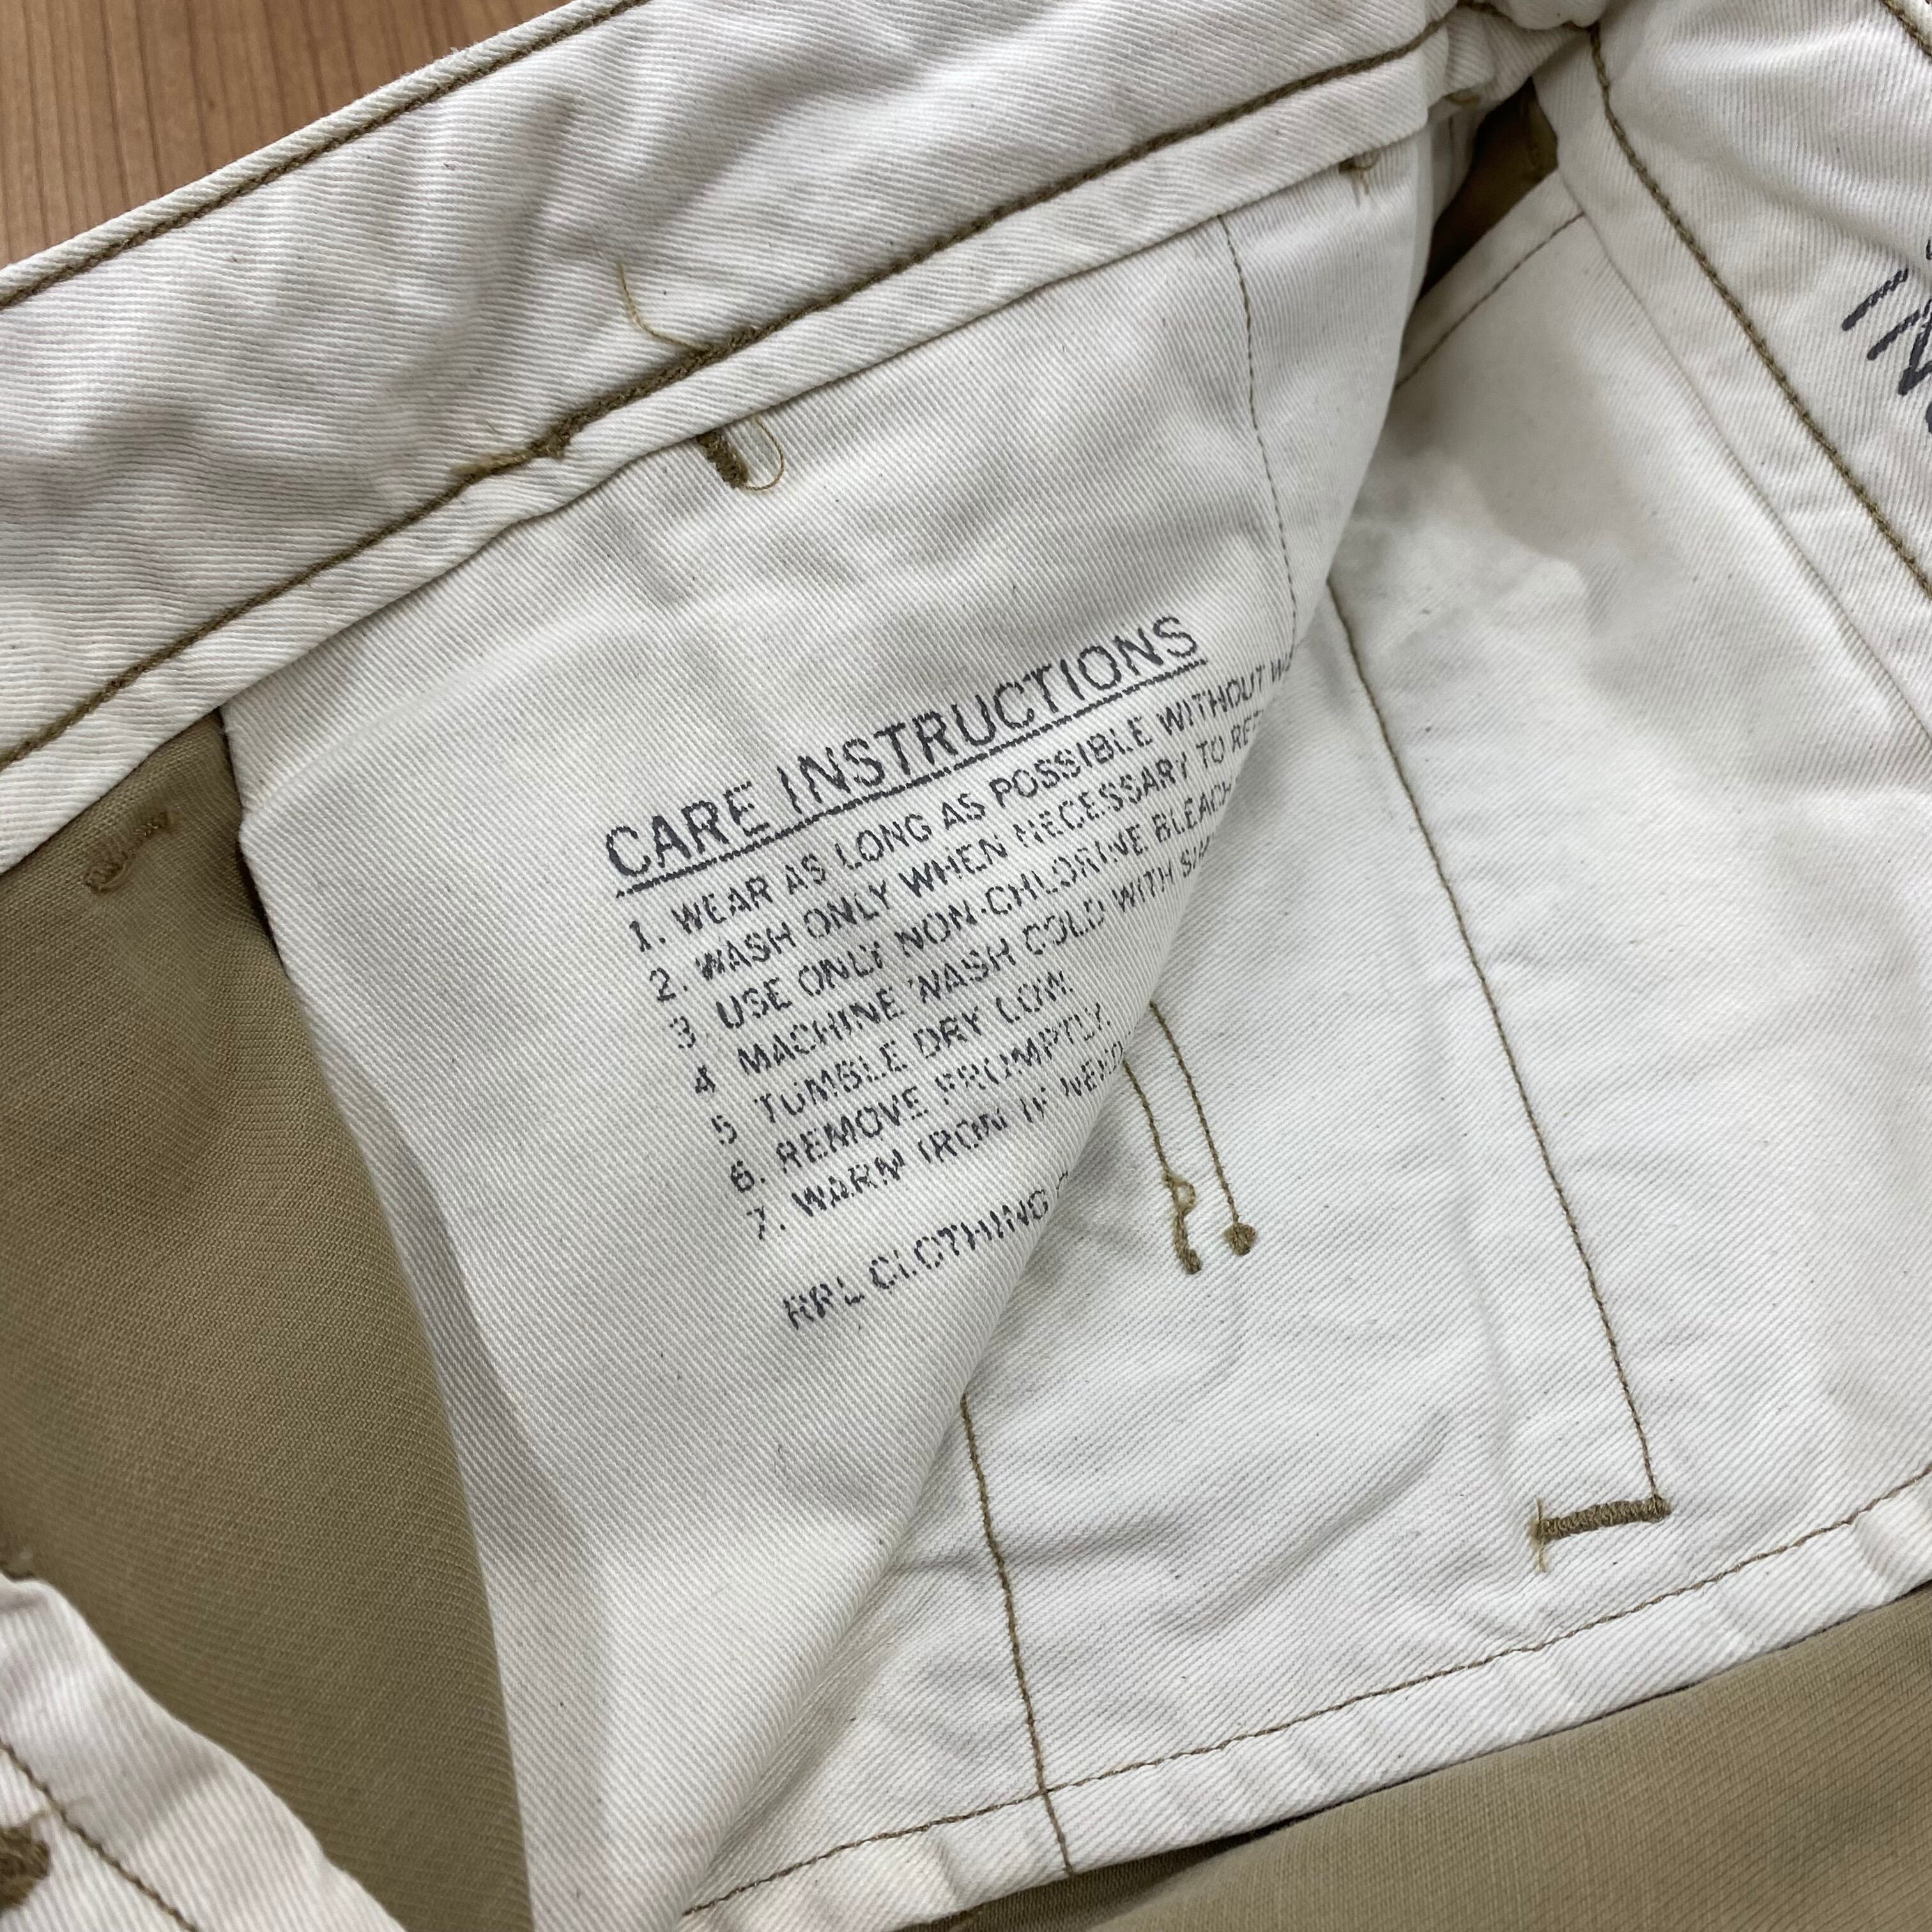 CARE INSTRUCTIONS
1. WEAR AS LONG AS POSSIBLE WITHOUT
2. WASH ONLY WHEN NECESSARY TO
3. USE ONLY NON-CHLORINE BLEACH
4 MACHINE WASH COLD WITH
5 TUMBLE DRY LOW.
6. REMOVE PROMPTLY.
7. WARM IRON IF
RRL CLOTHING